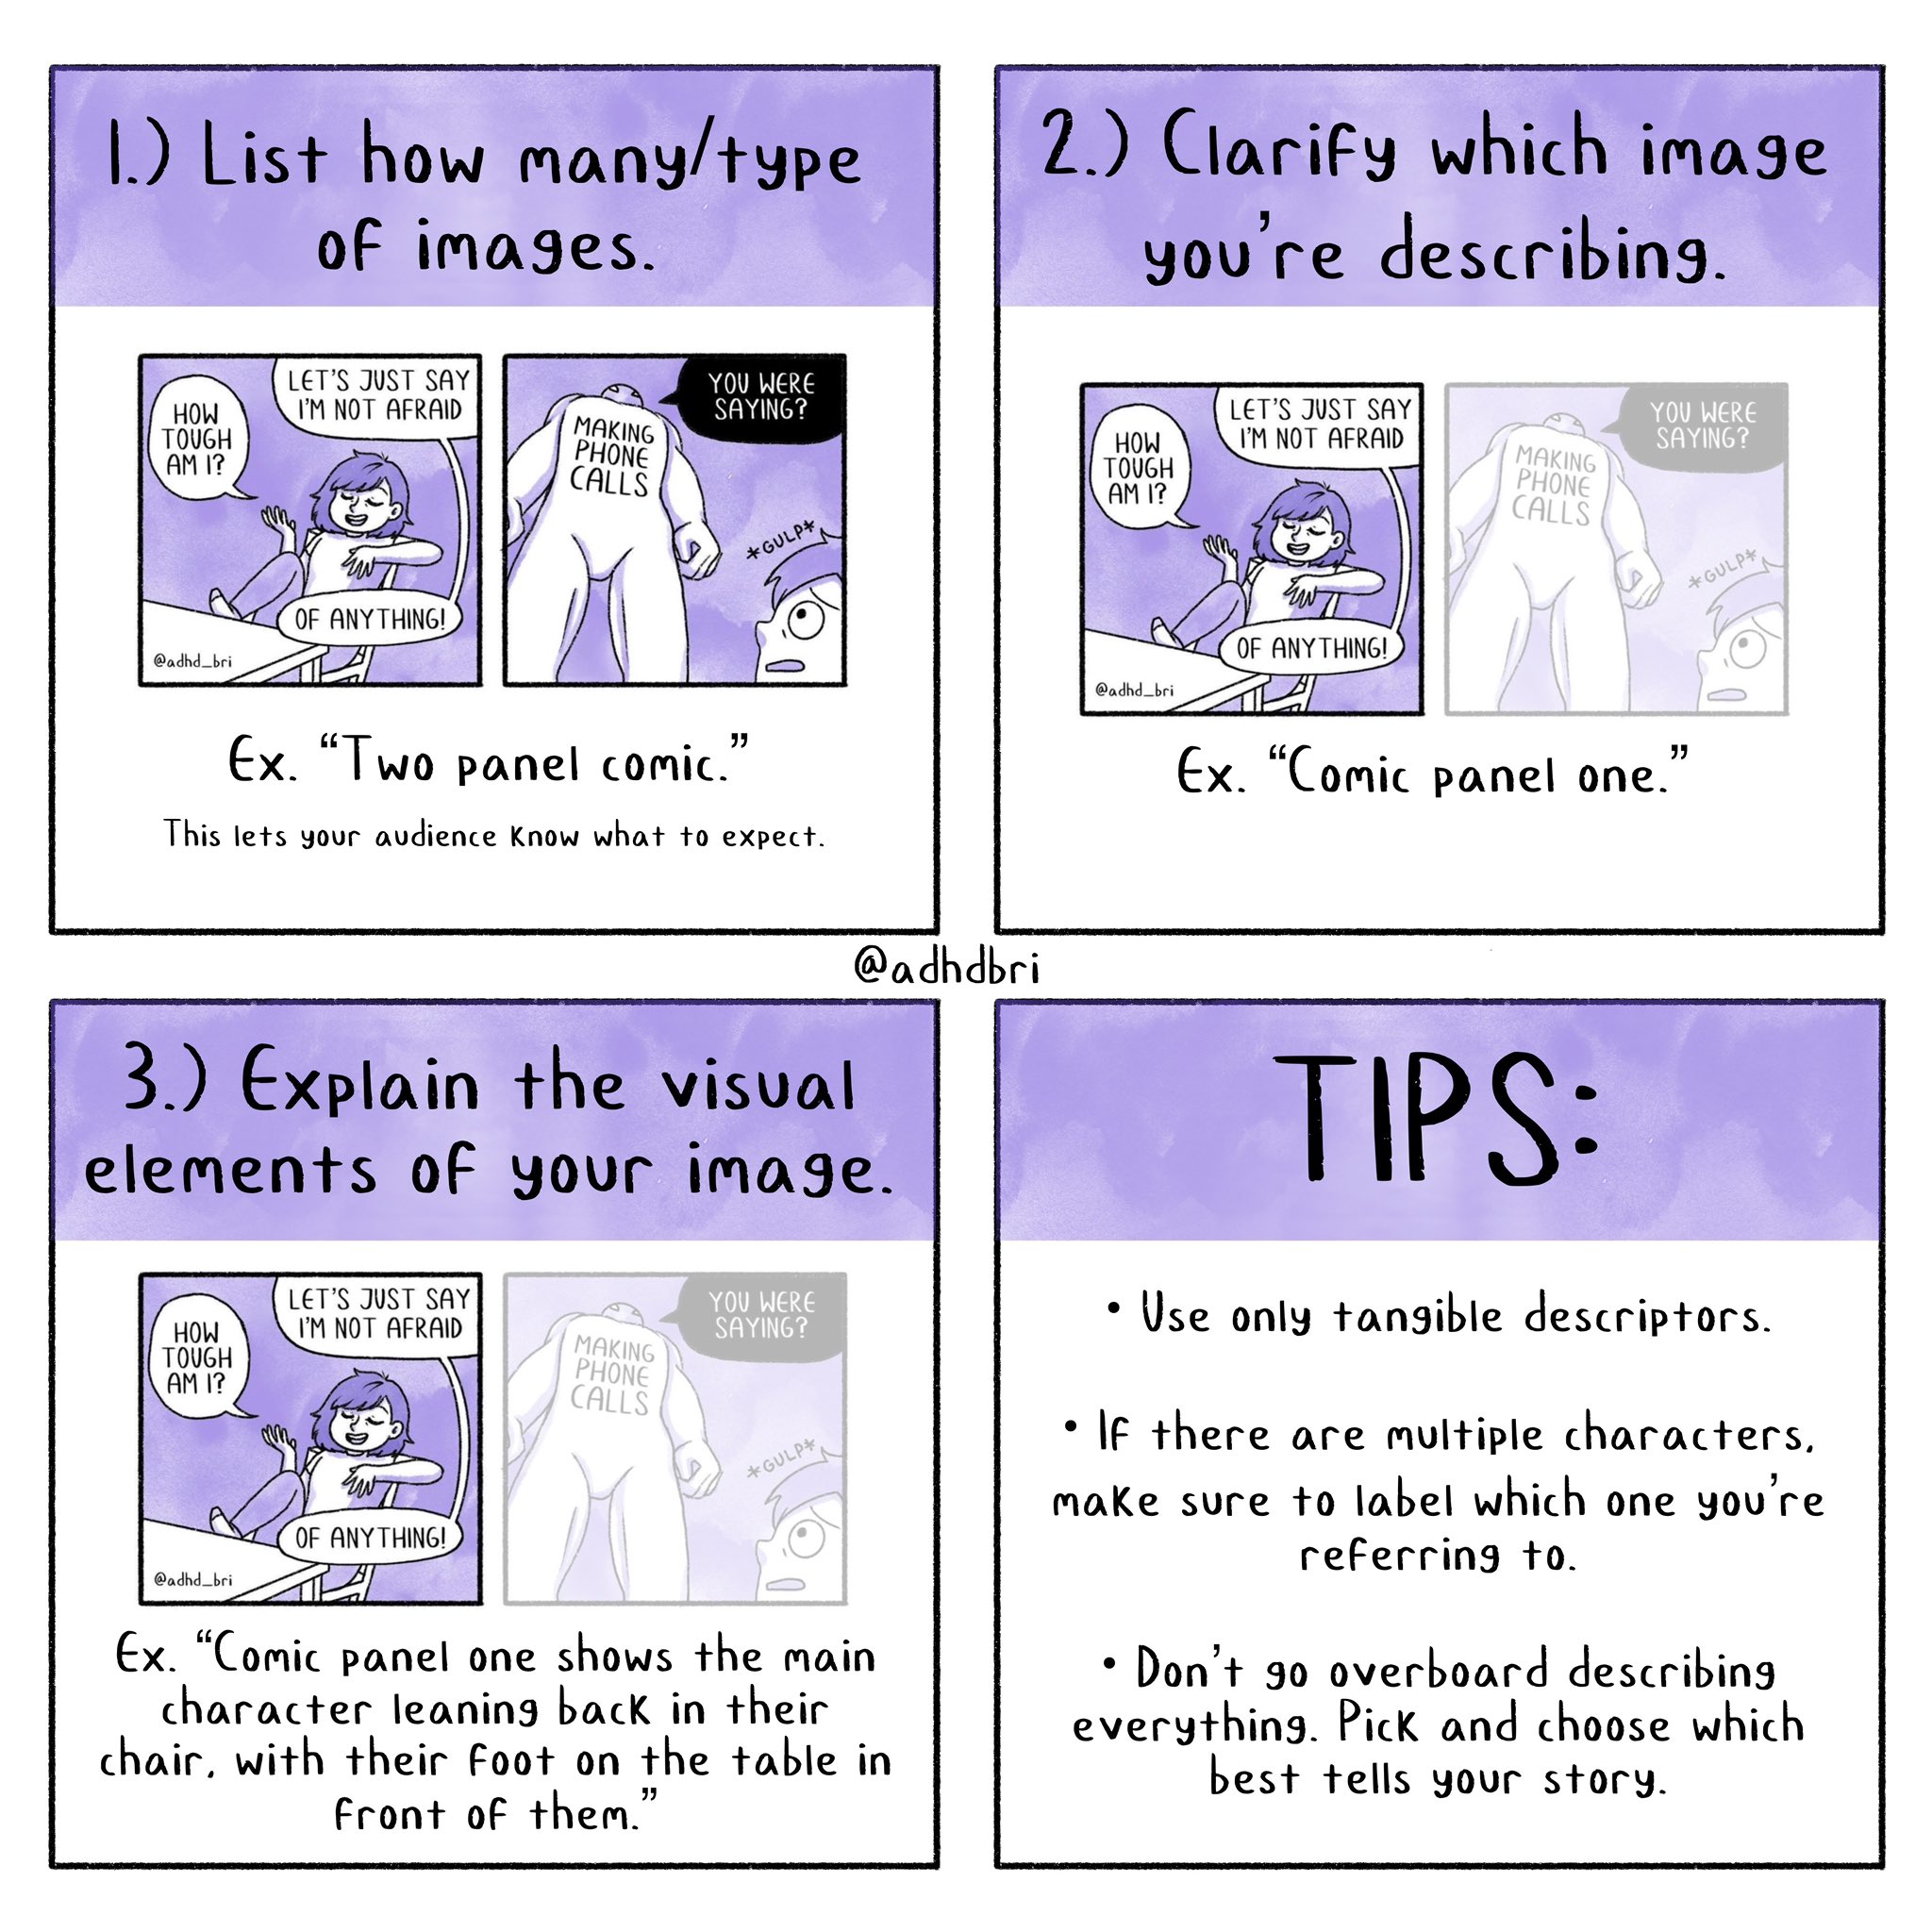 1.) List how many/type
of images.
HOW
TOUGH
AM I?
LET'S JUST SAY
I'M NOT AFRAID
OF ANYTHING!
@adhd_bri
YOU WERE
SAYING?
MAKING
PHONE
CALLS
*GULP*
Ex. “Two panel comic.”
This lets your audience know what to expect.
2.) Clarify which image
you're describing.
HOW
TOUGH
AM I?
LET'S JUST SAY
I'M NOT AFRAID
OF ANYTHING!
@adhd_bri
YOU WERE
SAYING?
MAKING
PHONE
CALLS
*GULP*
Ex. “Comic panel one.”
@adhdbri
3.) Explain the visual
elements of your image.
HOW
TOUGH
AM I?
LET'S JUST SAY
I'M NOT AFRAID
OF ANYTHING!
@adhd_bri
YOU WERE
SAYING?
MAKING
PHONE
CALLS
*GULP*
Ex. “Comic panel one shows the main
character leaning back in their
chair, with their foot on the table in
front of them.”
TIPS:
• Use only tangible descriptors.
• If there are multiple characters,
make sure to label which one you're
referring to.
• Don't go overboard describing
everything. Pick and choose which
best tells your story.